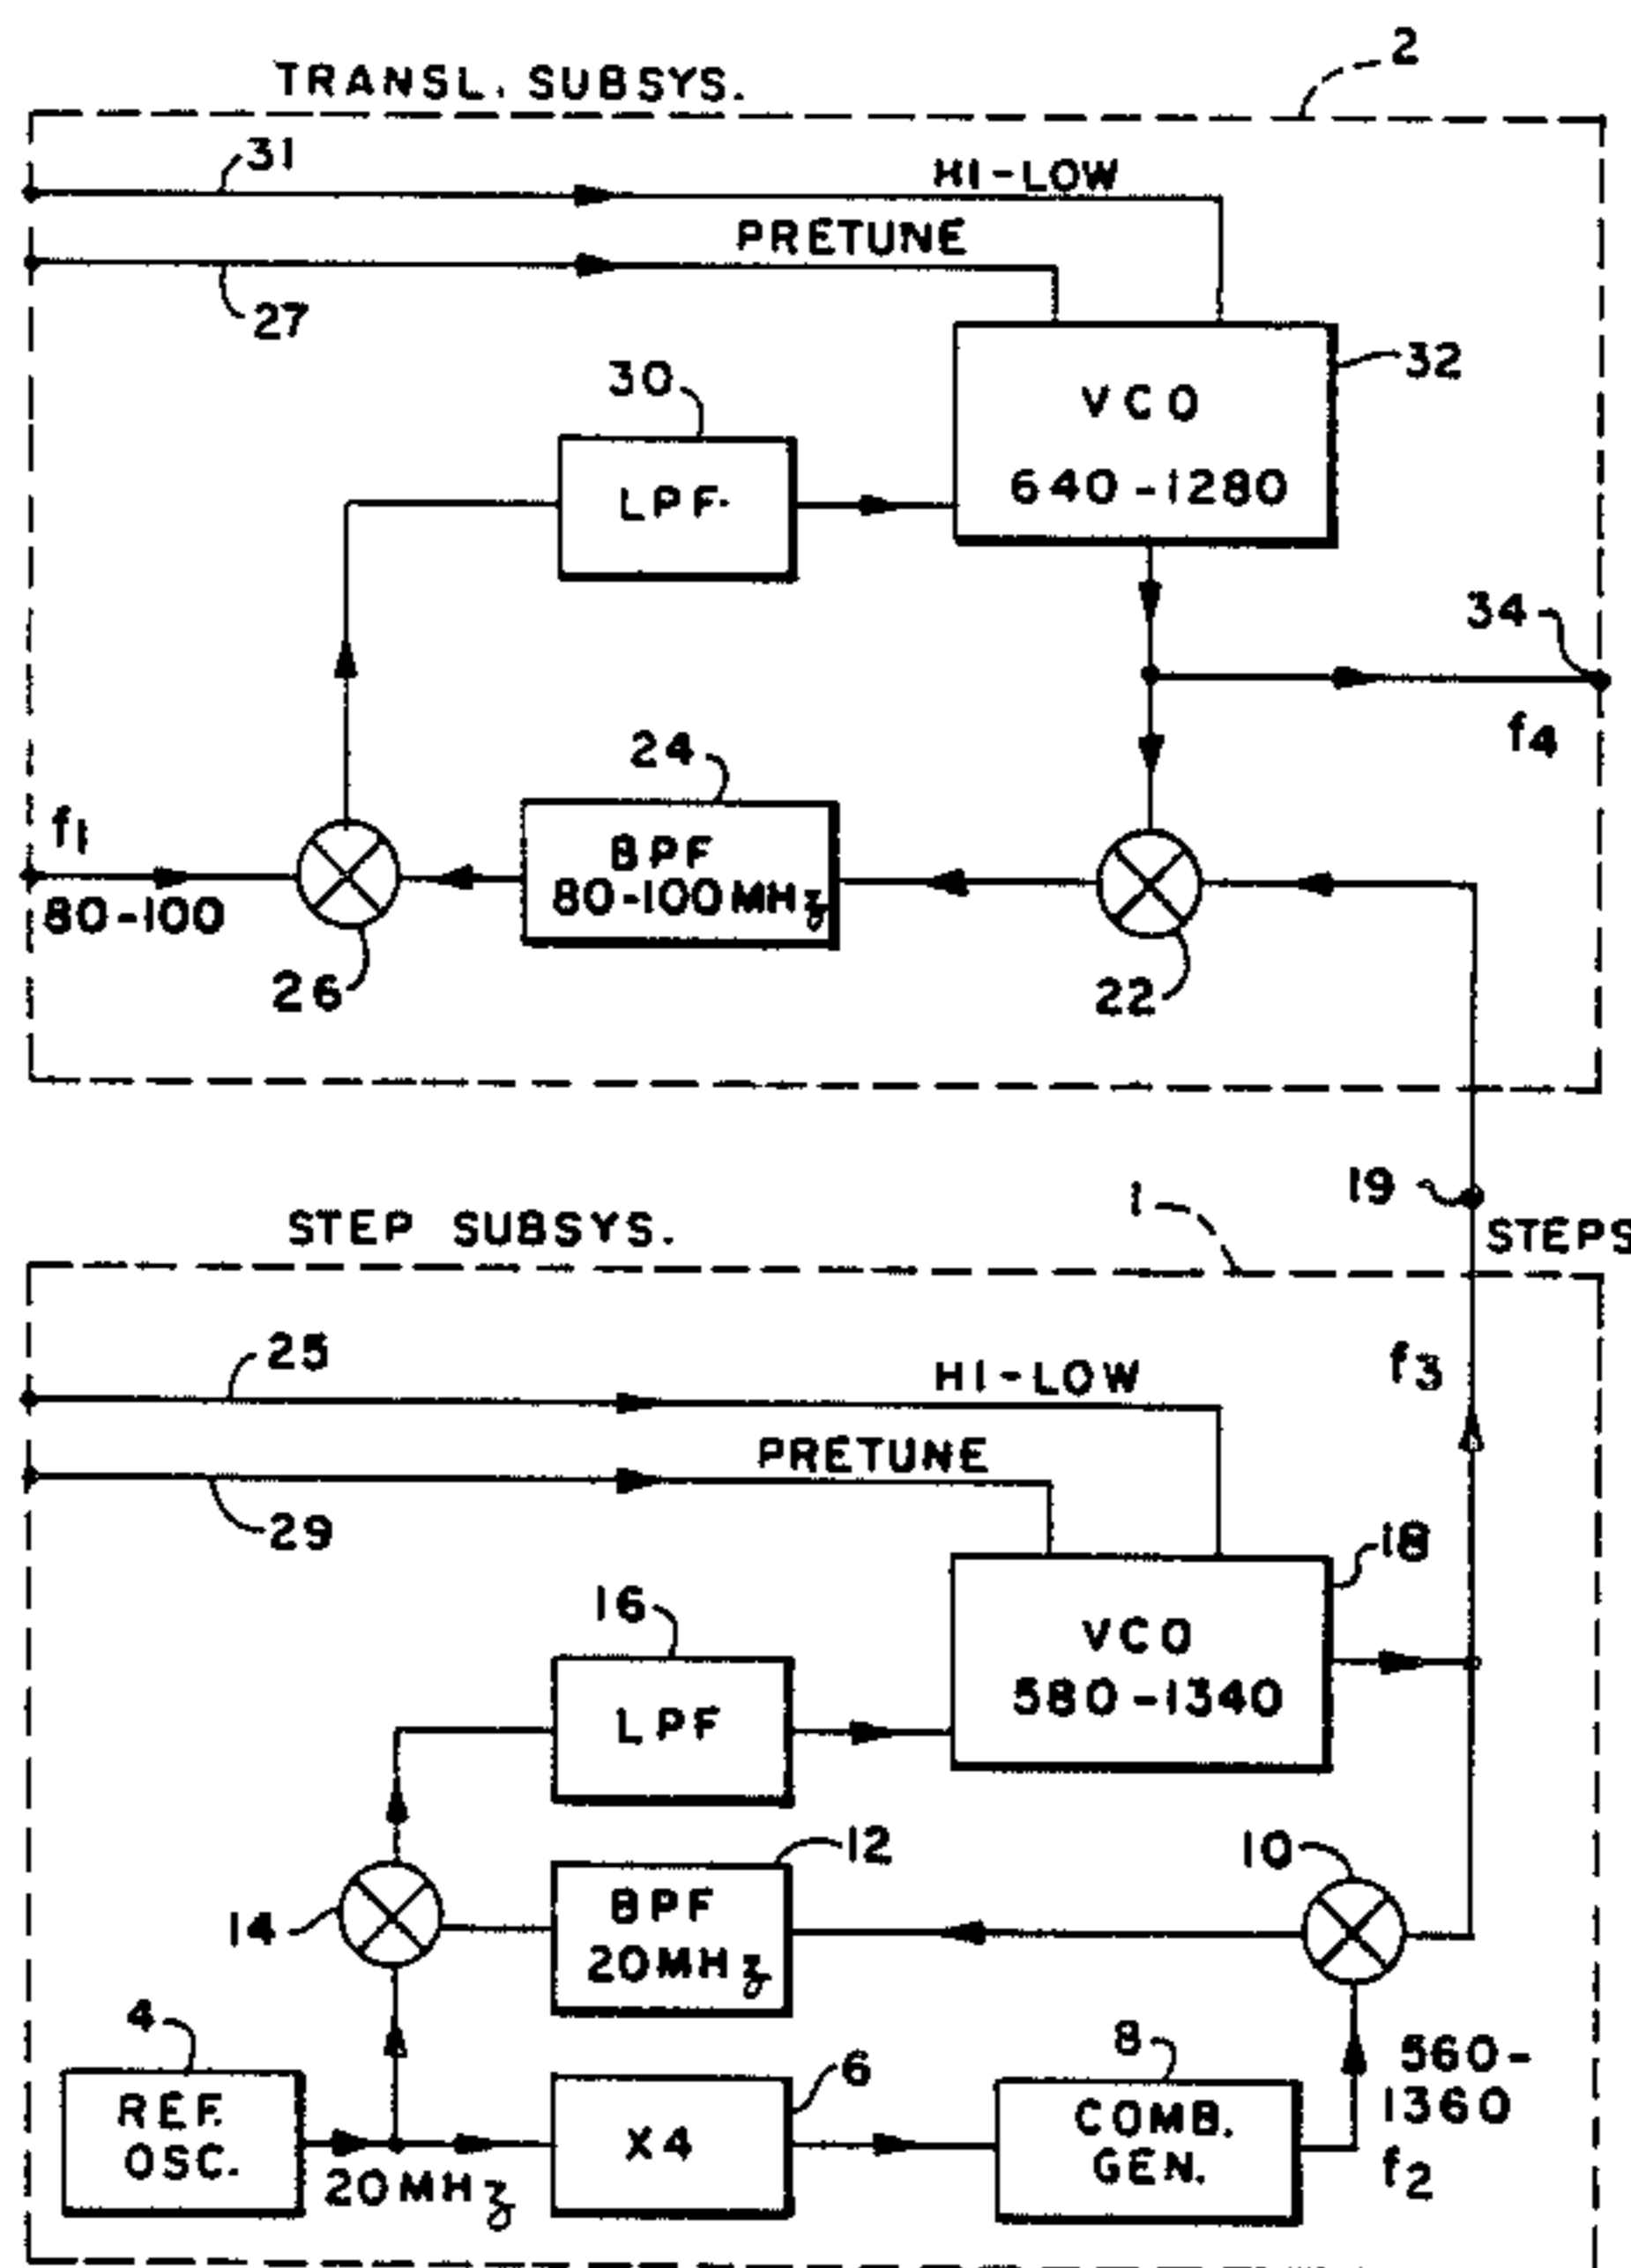 2
TRANSL. SUBSYS.
31
HI-LOW
PRETUNE
27
32
30
VCO
640-1280
LPF
34
f4
24
f1
BPF
80-100MHz
80-100
26
22
19
1
STEPS
STEP SUBSYS.
25
f3
HI-LOW
PRETUNE
29
18
16
VCO
580-1340
LPF
12
10
BPF
20MHz
14
4
8
6
560-
1360
REF.
OSC.
X4
COMB.
GEN.
20MHz
f2